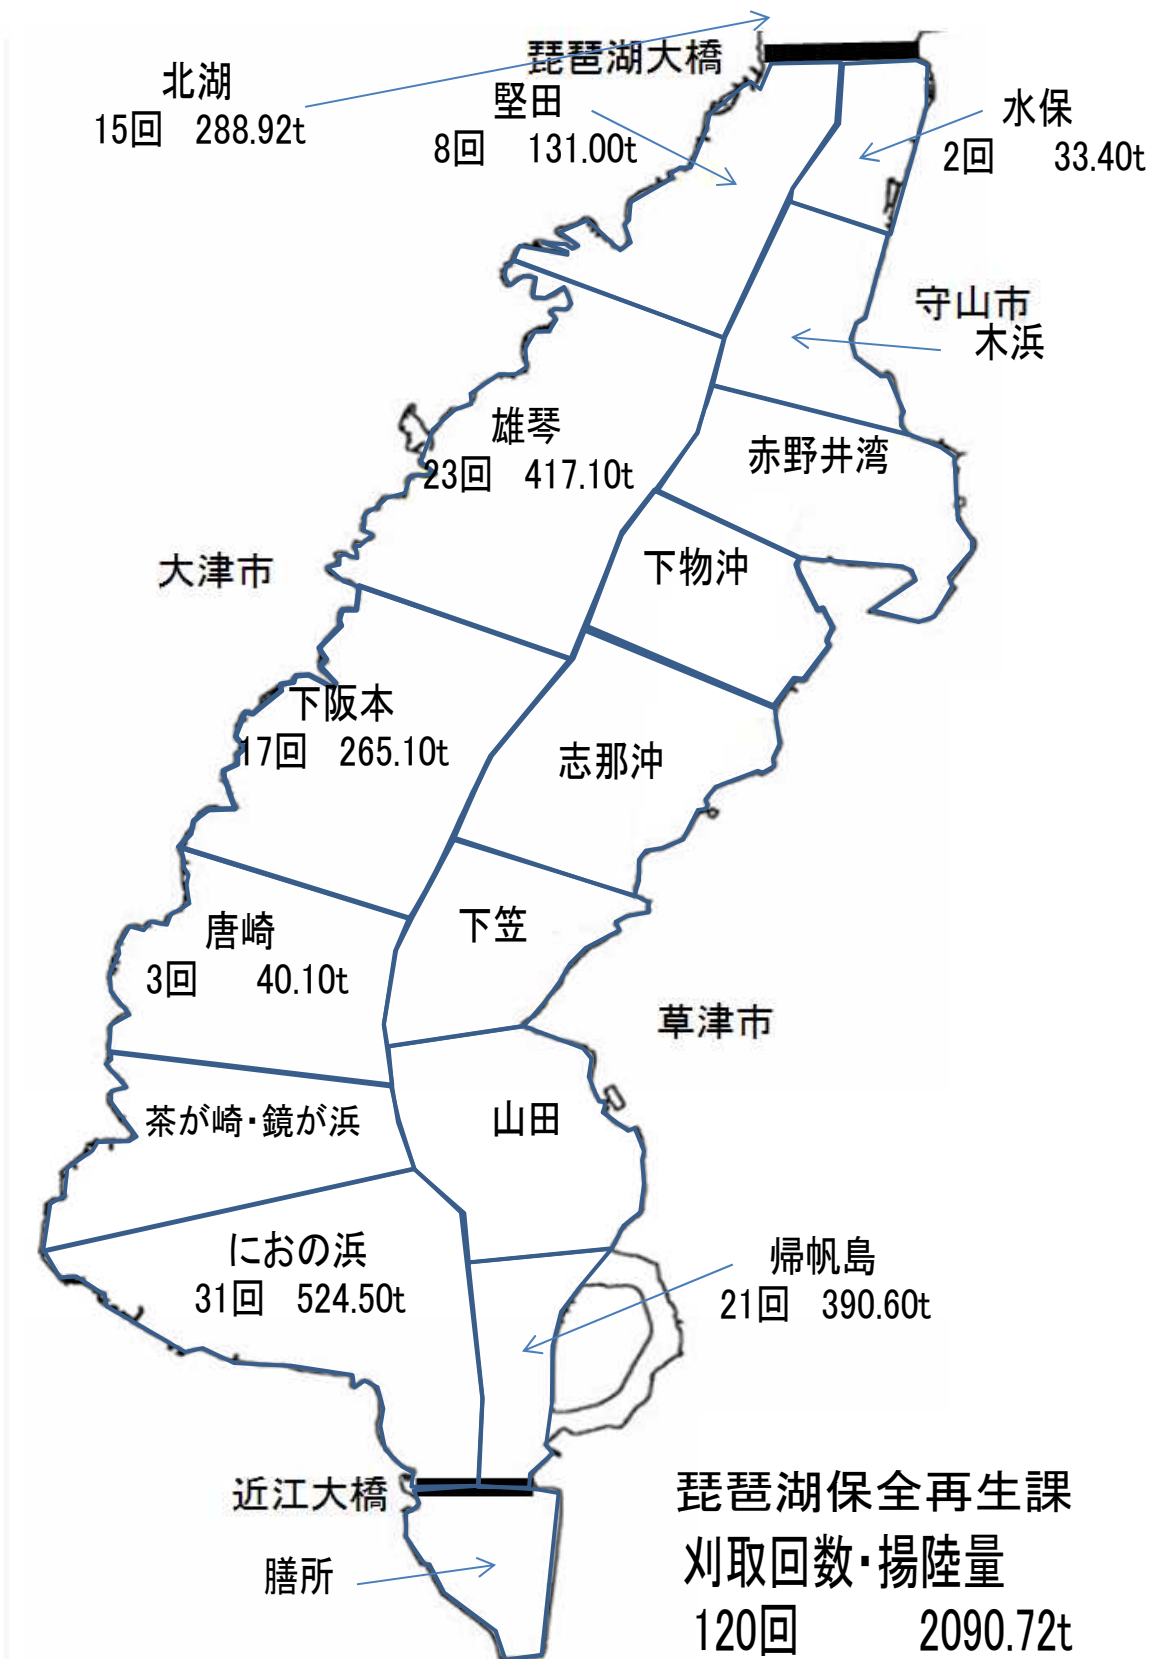 琵琶湖大橋
北湖
15回 288.92t
堅田
8回 131.00t
水保
2回 33.40t
守山市
木浜
雄琴
23回 417.10t
赤野井湾
大津市
下物沖
下阪本
17回 265.10t
志那沖
唐崎
3回 40.10t
下笠
草津市
茶が崎・鏡が浜
山田
におの浜
31回 524.50t
帰帆島
21回 390.60t
近江大橋
膳所
琵琶湖保全再生課
刈取回数・揚陸量
120回 2090.72t